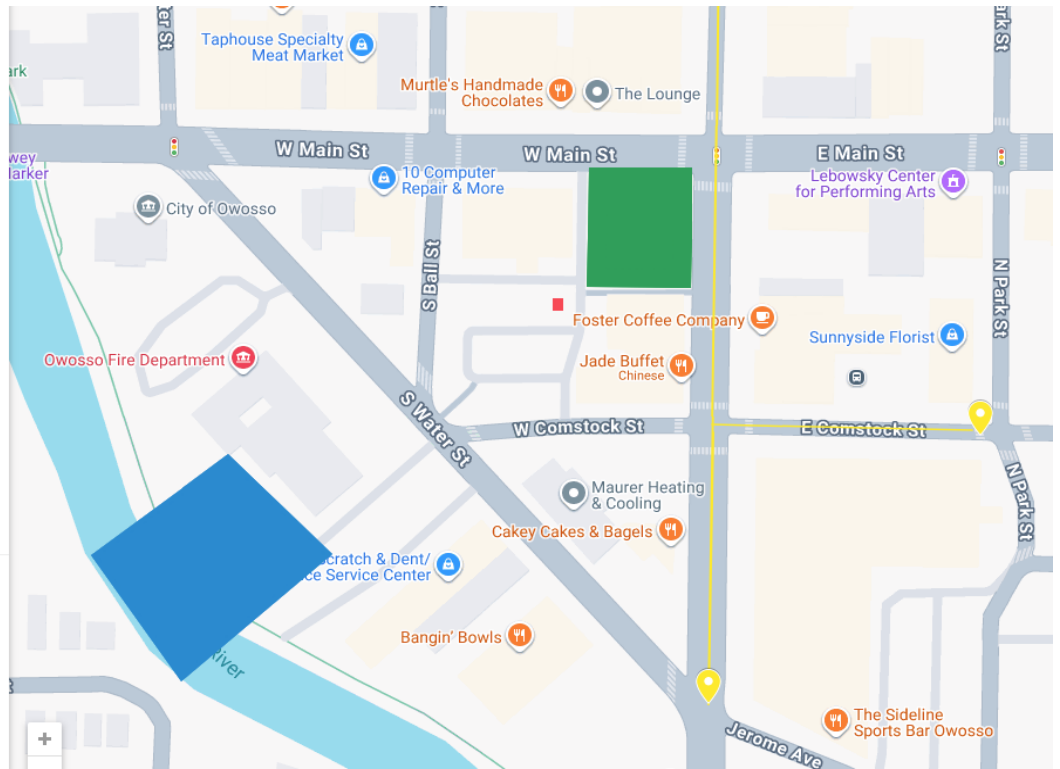 Taphouse Specialty
Meat Market
Murtle's Handmade
Chocolates
The Lounge
W Main St
W Main St
E Main St
10 Computer
Repair & More
Lebowsky Center
for Performing Arts
City of Owosso
S Ball St
N Park St
Foster Coffee Company
Sunnyside Florist
Owosso Fire Department
Jade Buffet
Chinese
S Water St
W Comstock St
E Comstock St
N Park St
Maurer Heating
& Cooling
Cakey Cakes & Bagels
Scratch & Dent/
Service Center
Bangin' Bowls
River
The Sideline
Sports Bar Owosso
Jerome Ave
+